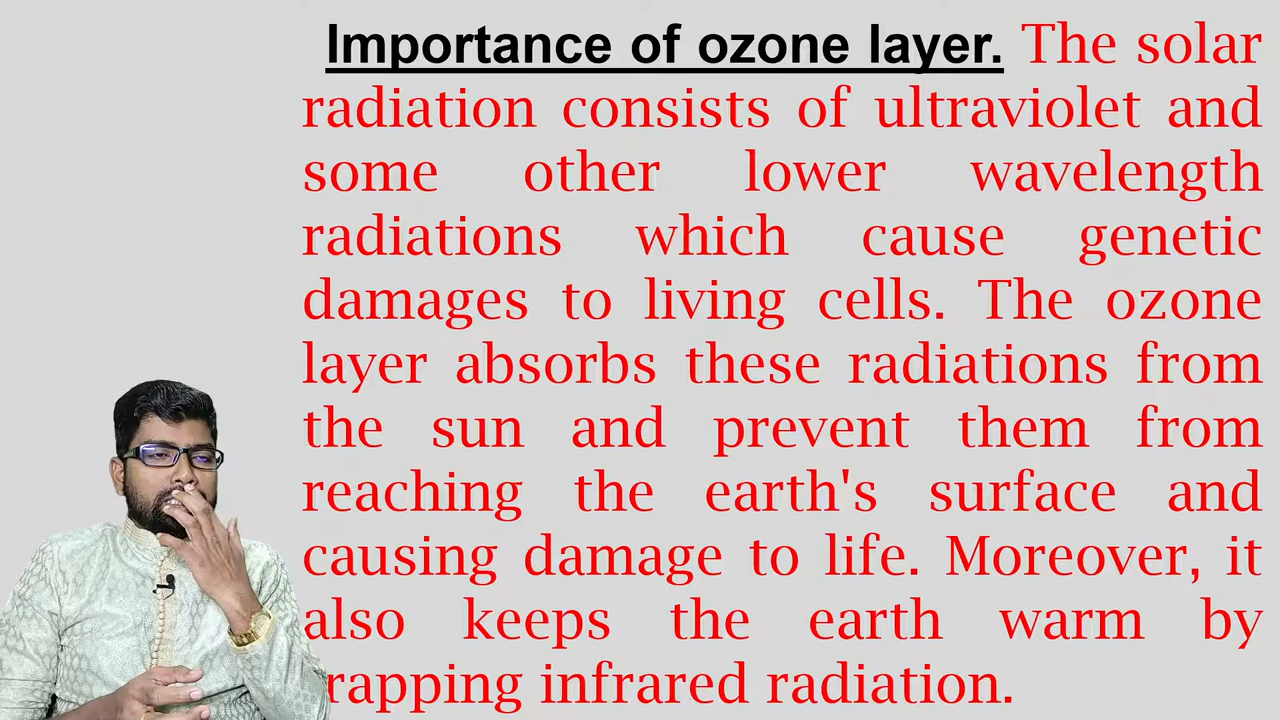 Importance of ozone layer. The solar
radiation consists of ultraviolet and
some other lower wavelength
radiations which cause genetic
damages to living cells. The ozone
layer absorbs these radiations from
the sun and prevent them from
reaching the earth's surface and
causing damage to life. Moreover, it
also keeps the earth warm by
rapping infrared radiation.